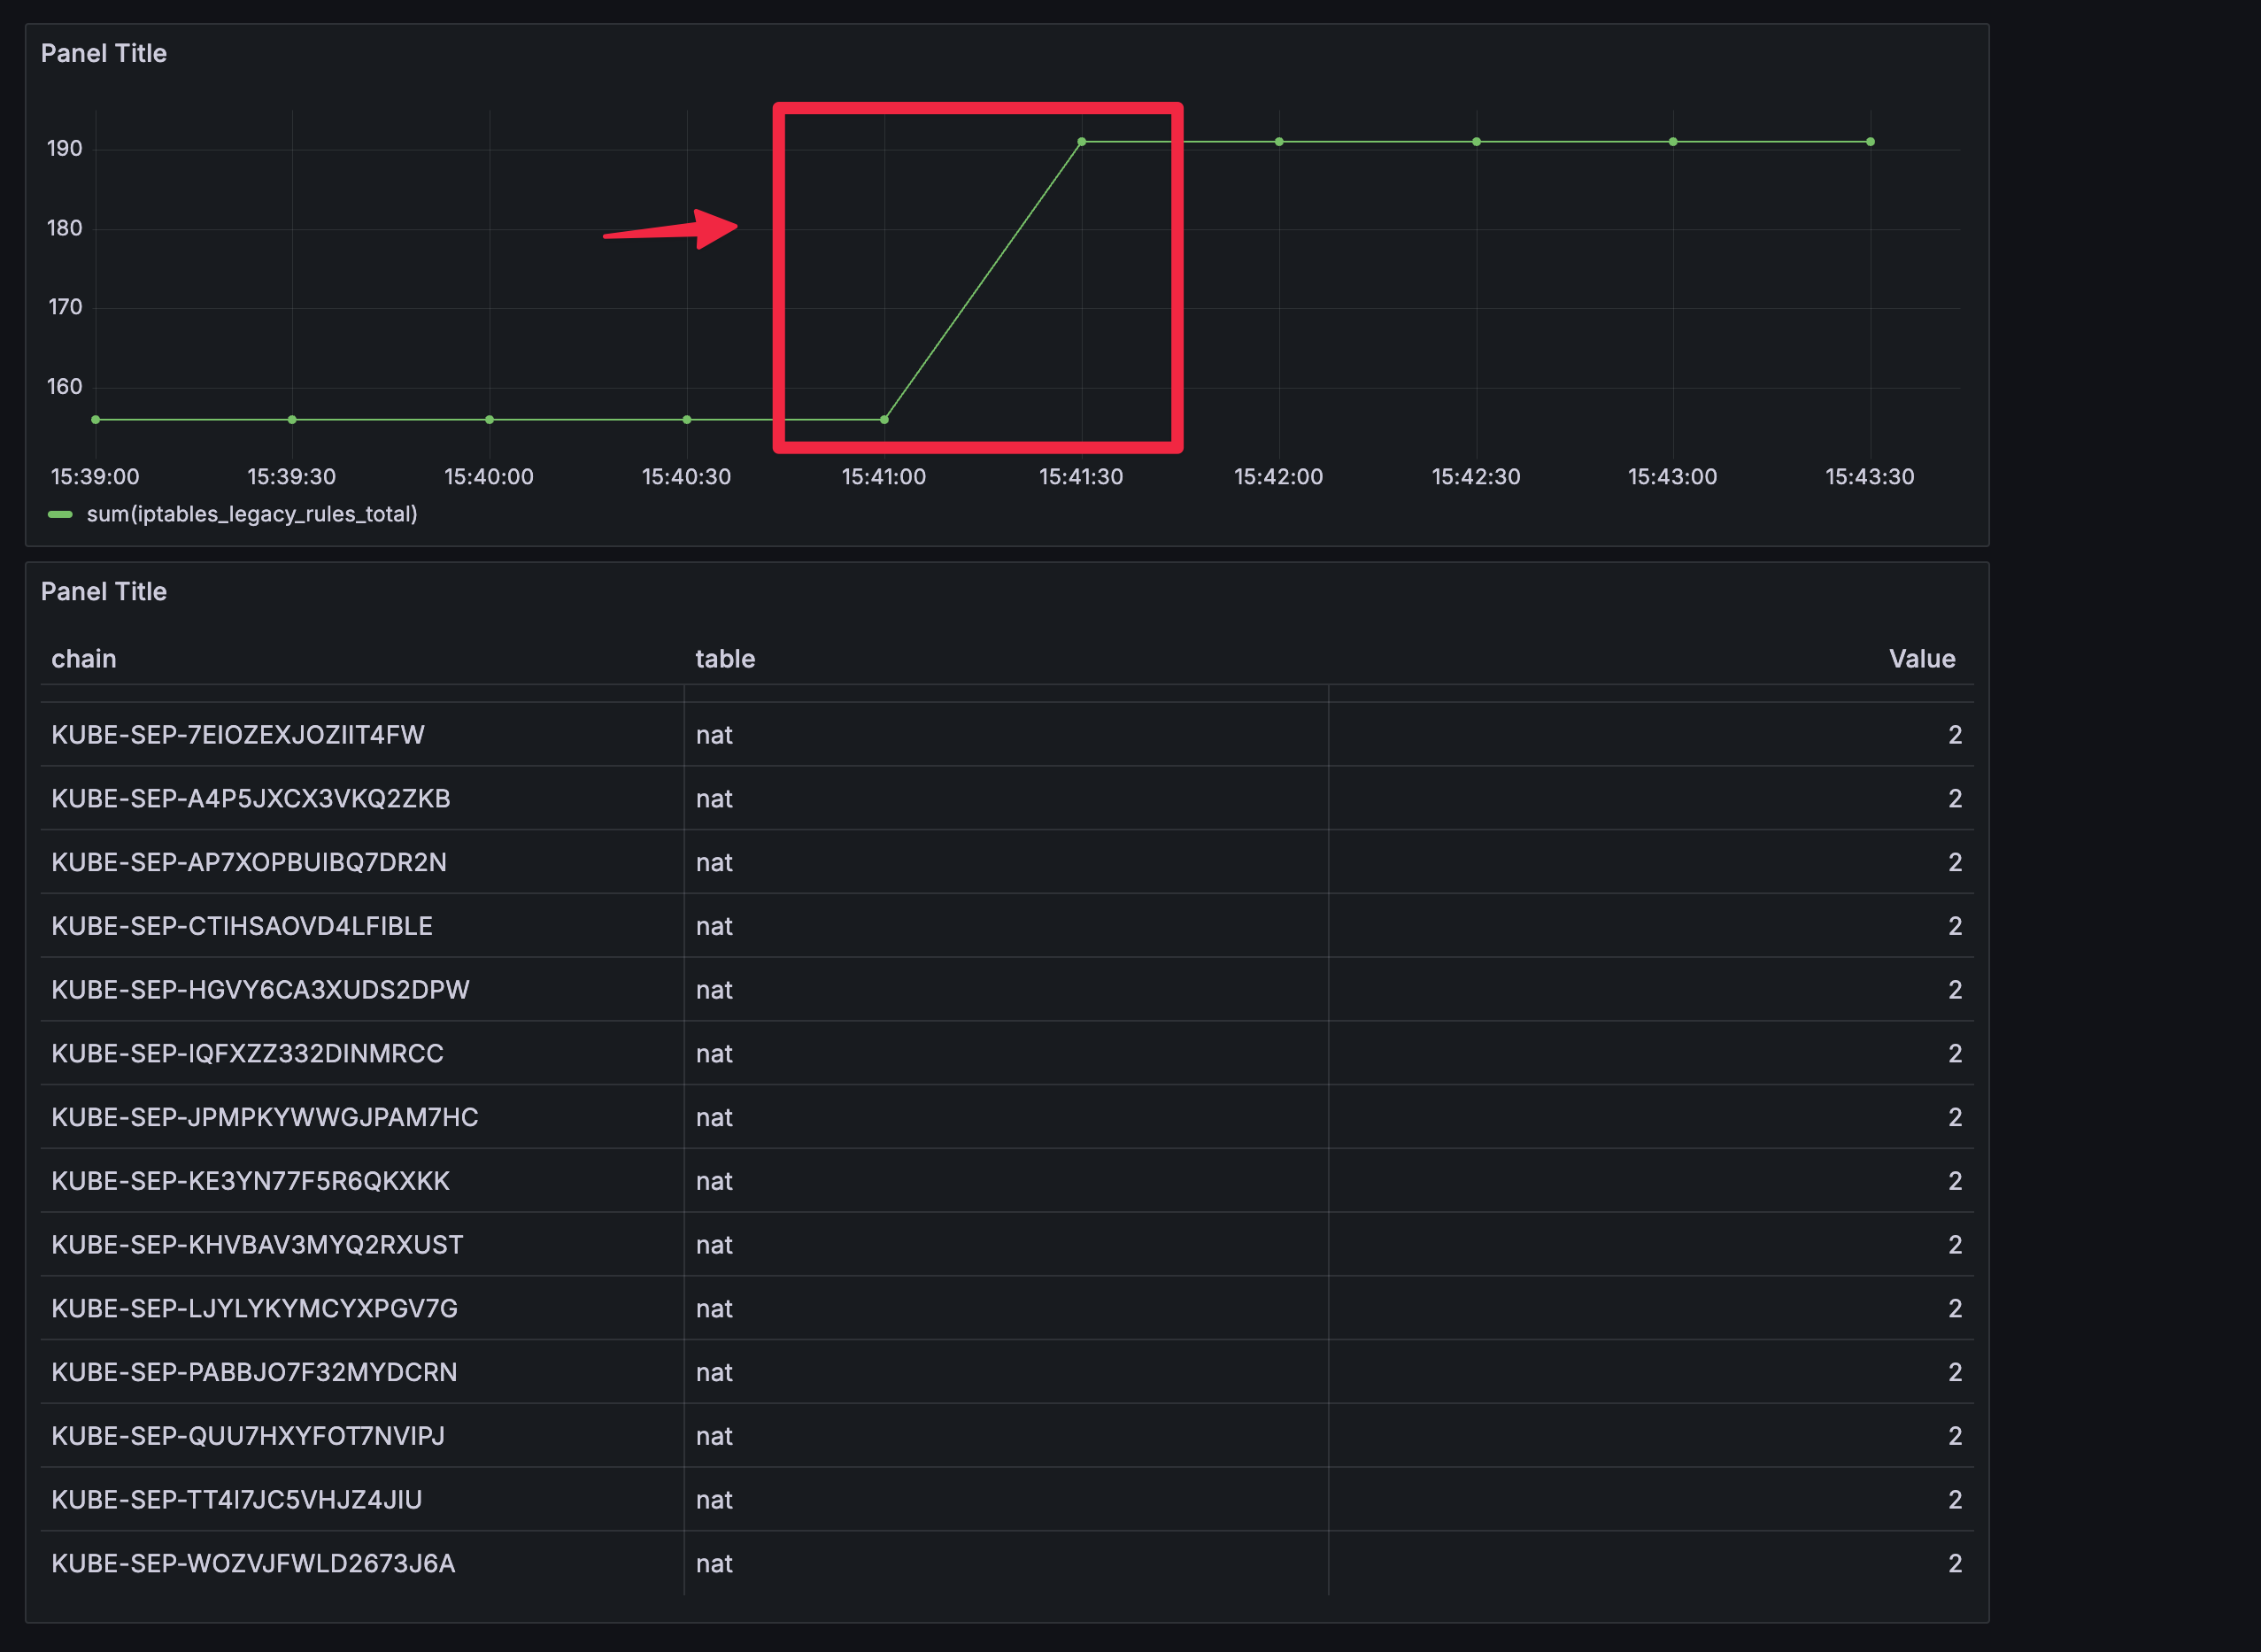 Panel Title
190
180
170
160
15:39:00 15:39:30 15:40:00 15:40:30 15:41:00 15:41:30 15:42:00 15:42:30 15:43:00 15:43:30
sum(iptables_legacy_rules_total)
Panel Title
chain table Value
KUBE-SEP-7EIOZEXJOZIIT4FW nat 2
KUBE-SEP-A4P5JXCX3VKQ2ZKB nat 2
KUBE-SEP-AP7XOPBUIBQ7DR2N nat 2
KUBE-SEP-CTIHSAOVD4LFIBLE nat 2
KUBE-SEP-HGVY6CA3XUDS2DPW nat 2
KUBE-SEP-IQFXZZ332DINMRCC nat 2
KUBE-SEP-JPMPKYWWGJPAM7HC nat 2
KUBE-SEP-KE3YN77F5R6QKXKK nat 2
KUBE-SEP-KHVBAV3MYQ2RXUST nat 2
KUBE-SEP-LJYLYKYMCYXPGV7G nat 2
KUBE-SEP-PABBJO7F32MYDCRN nat 2
KUBE-SEP-QUU7HXYFOT7NVIPJ nat 2
KUBE-SEP-TT4I7JC5VHJZ4JIU nat 2
KUBE-SEP-WOZVJFWLD2673J6A nat 2